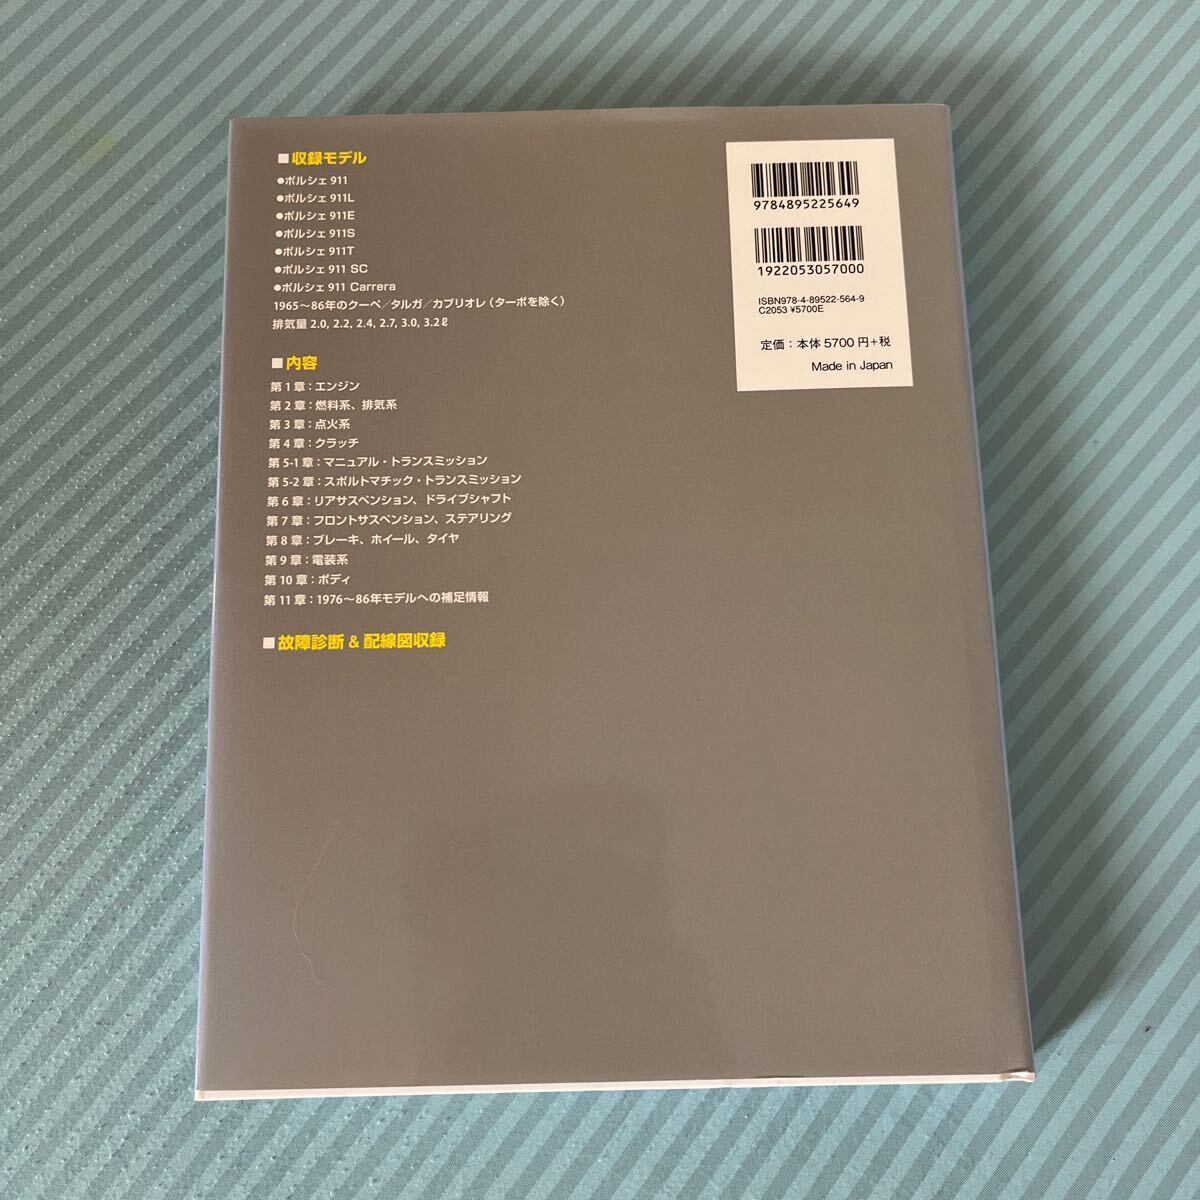 ■収録モデル
●ポルシェ 911
●ポルシェ 911L
●ポルシェ 911E
●ポルシェ 911S
●ポルシェ 911T
●ポルシェ 911 SC
●ポルシェ 911 Carrera
1965〜86年のクーペ／タルガ／カブリオレ（ターボを除く）
排気量 2.0, 2.2, 2.4, 2.7, 3.0, 3.2ℓ
■内容
第1章：エンジン
第2章：燃料系、排気系
第3章：点火系
第4章：クラッチ
第5-1章：マニュアル・トランスミッション
第5-2章：スポルトマチック・トランスミッション
第6章：リアサスペンション、ドライブシャフト
第7章：フロントサスペンション、ステアリング
第8章：ブレーキ、ホイール、タイヤ
第9章：電装系
第10章：ボディ
第11章：1976〜86年モデルへの補足情報
■故障診断 & 配線図収録
9784895225649
1922053057000
ISBN978-4-89522-564-9
C2053 ¥5700E
定価：本体 5700 円+税
Made in Japan